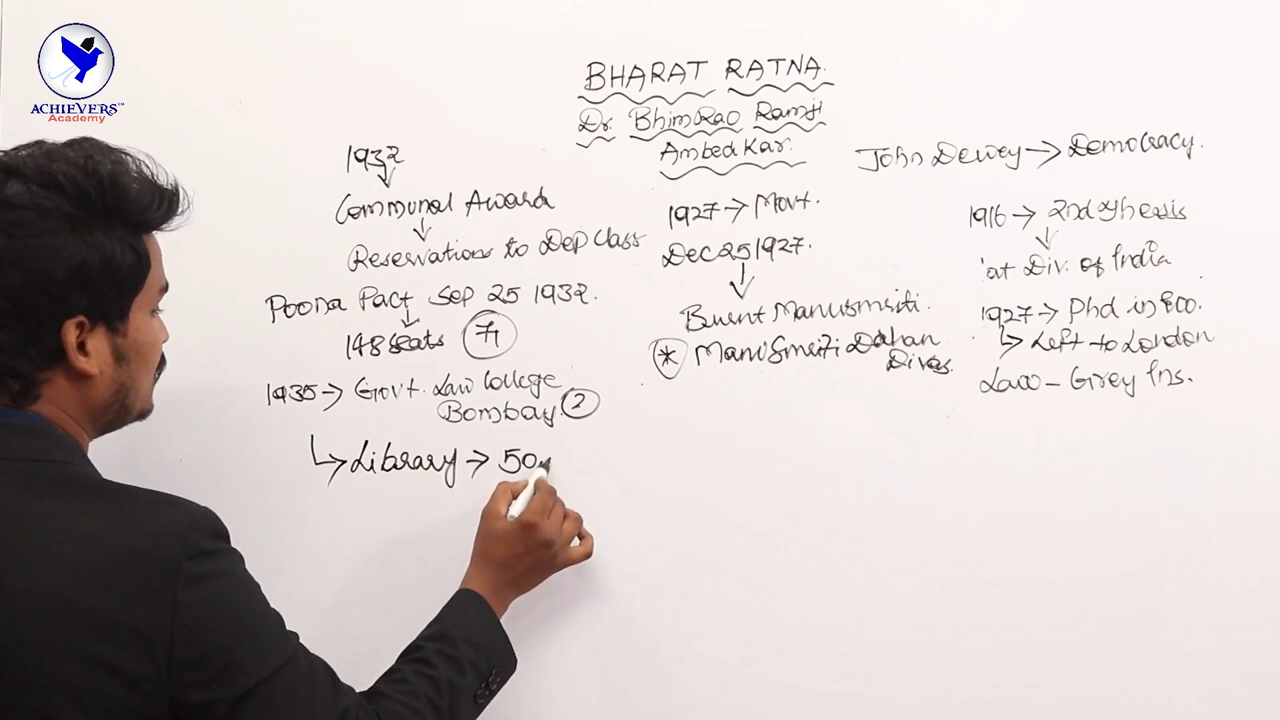 ACHIEVERS™
Academy
BHARAT RATNA.
Dr. BhimRao Ramji
AmbedKar.
1932
Communal Award
Reservations to Dep Class
Poona Pact Sep 25 1932.
148 seats 71
1935 → Govt. Law College
Bombay. 2
↳ Library → 50
1927 → Movt.
Dec 25 1927.
Burnt Manusmriti.
* Manusmriti Dahan
Divas.
John Dewey → Democracy.
1916 → 2nd thesis
at Div. of India
1927 → Phd in Eco.
↳ Left to London
Law - Grey Ins.